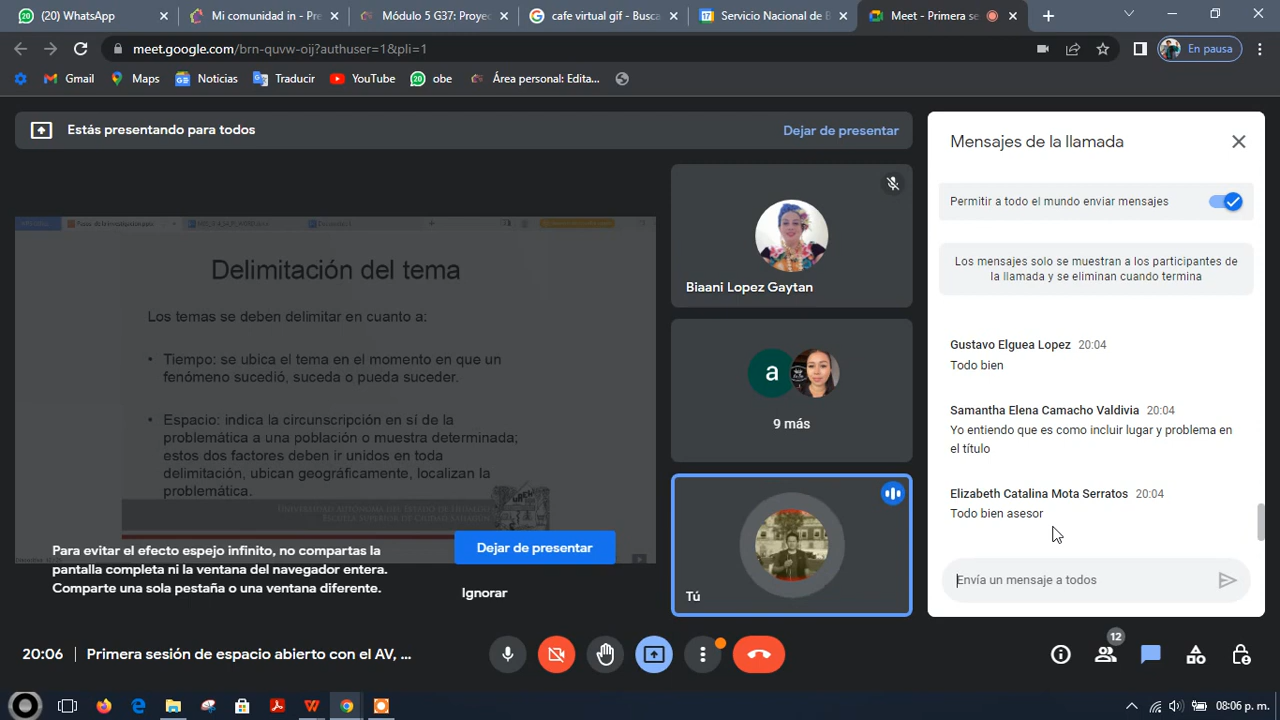 (20) WhatsApp
Mi comunidad in - Pre
Módulo 5 G37: Proyec
cafe virtual gif - Busca
Servicio Nacional de B
Meet - Primera se
meet.google.com/brn-quvw-oij?authuser=1&pli=1
En pausa
Gmail
Maps
Noticias
Traducir
YouTube
obe
Área personal: Edita...
Estás presentando para todos
Dejar de presentar
Delimitación del tema
Los temas se deben delimitar en cuanto a:
• Tiempo: se ubica el tema en el momento en que un
fenómeno sucedió, suceda o pueda suceder.
• Espacio: indica la circunscripción en sí de la
problemática a una población o muestra determinada;
estos dos factores deben ir unidos en toda
delimitación, ubican geográficamente, localizan la
problemática.
Para evitar el efecto espejo infinito, no compartas la
pantalla completa ni la ventana del navegador entera.
Comparte una sola pestaña o una ventana diferente.
Dejar de presentar
Ignorar
Biaani Lopez Gaytan
a
9 más
Tú
Mensajes de la llamada
Permitir a todo el mundo enviar mensajes
Los mensajes solo se muestran a los participantes de
la llamada y se eliminan cuando termina
Gustavo Elguea Lopez 20:04
Todo bien
Samantha Elena Camacho Valdivia 20:04
Yo entiendo que es como incluir lugar y problema en
el título
Elizabeth Catalina Mota Serratos 20:04
Todo bien asesor
Envía un mensaje a todos
20:06 | Primera sesión de espacio abierto con el AV, ...
12
08:06 p. m.